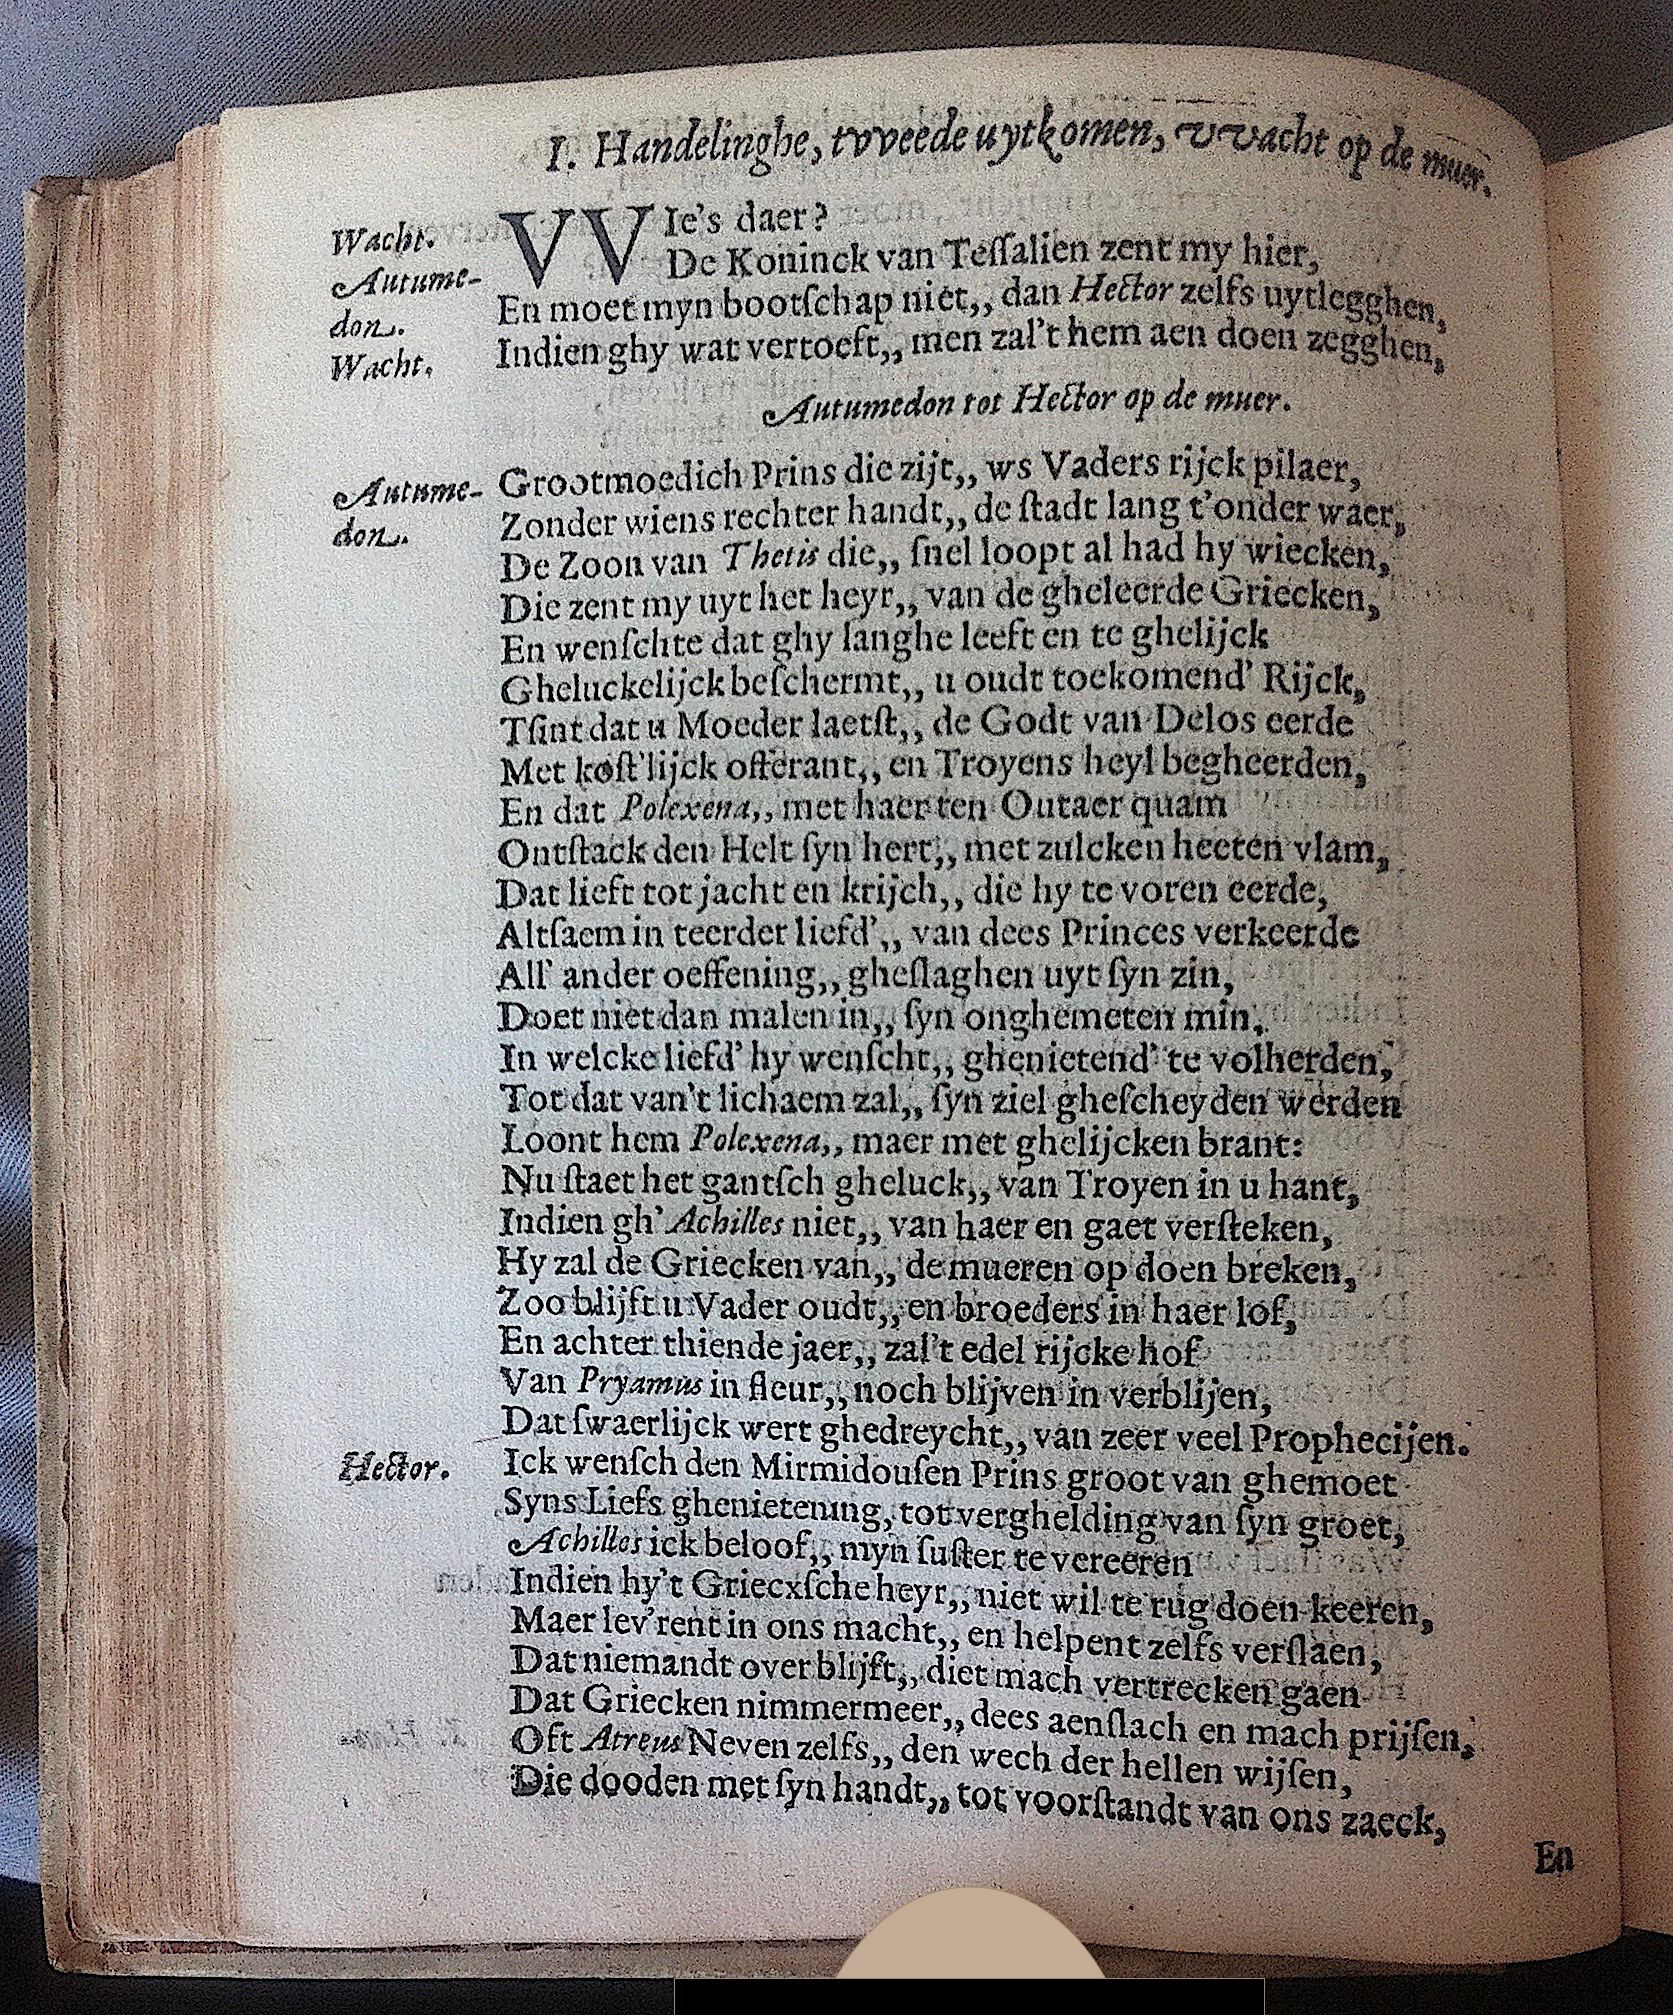 I. Handelinghe, tvveede uytkomen, vvacht op de muer.
Wacht. VVIe's daer?
Autumedon. De Koninck van Teſſalien zent my hier,
En moet myn bootſchap niet,, dan Hector zelfs uytlegghen,
Wacht. Indien ghy wat vertoeft,, men zal't hem aen doen zegghen,
Autumedon tot Hector op de muer.
Autumedon. Grootmoedich Prins die zijt,, ws Vaders rijck pilaer,
Zonder wiens rechter handt,, de ſtadt lang t'onder waer,
De Zoon van Thetis die,, ſnel loopt al had hy wiecken,
Die zent my uyt het heyr,, van de gheleerde Griecken,
En wenſchte dat ghy langhe leeft en te ghelijck
Gheluckelijck beſchermt,, u oudt toekomend' Rijck,
Tſint dat u Moeder laetſt,, de Godt van Delos eerde
Met koſt'lijck offerant,, en Troyens heyl begheerden,
En dat Polexena,, met haer ten Outaer quam
Ontſtack den Helt ſyn hert,, met zulcken heeten vlam,
Dat lieft tot jacht en krijch,, die hy te voren eerde,
Altſaem in teerder liefd',, van dees Princes verkeerde
All' ander oeffening,, gheſlaghen uyt ſyn zin,
Doet niet dan malen in,, ſyn onghemeten min,
In welcke liefd' hy wenſcht,, ghenietend' te volherden,
Tot dat van't lichaem zal,, ſyn ziel gheſcheyden werden
Loont hem Polexena,, maer met ghelijcken brant:
Nu ſtaet het gantſch gheluck,, van Troyen in u hant,
Indien gh' Achilles niet,, van haer en gaet verſteken,
Hy zal de Griecken van,, de mueren op doen breken,
Zoo blijft u Vader oudt,, en broeders in haer lof,
En achter thiende jaer,, zal't edel rijcke hof
Van Pryamus in fleur,, noch blijven in verblijen,
Dat ſwaerlijck wert ghedreycht,, van zeer veel Prophecijen.
Hector. Ick wenſch den Mirmidouſen Prins groot van ghemoet
Syns Liefs ghenietening, tot verghelding van ſyn groet,
Achilles ick beloof,, myn ſuſter te vereeren
Indien hy't Griecxſche heyr,, niet wil te rug doen keeren,
Maer lev'rent in ons macht,, en helpent zelfs verſlaen,
Dat niemandt over blijft,, diet mach vertrecken gaen
Dat Griecken nimmermeer,, dees aenſlach en mach prijſen,
Oft Atreus Neven zelfs,, den wech der hellen wijſen,
Die dooden met ſyn handt,, tot voorſtandt van ons zaeck,
En